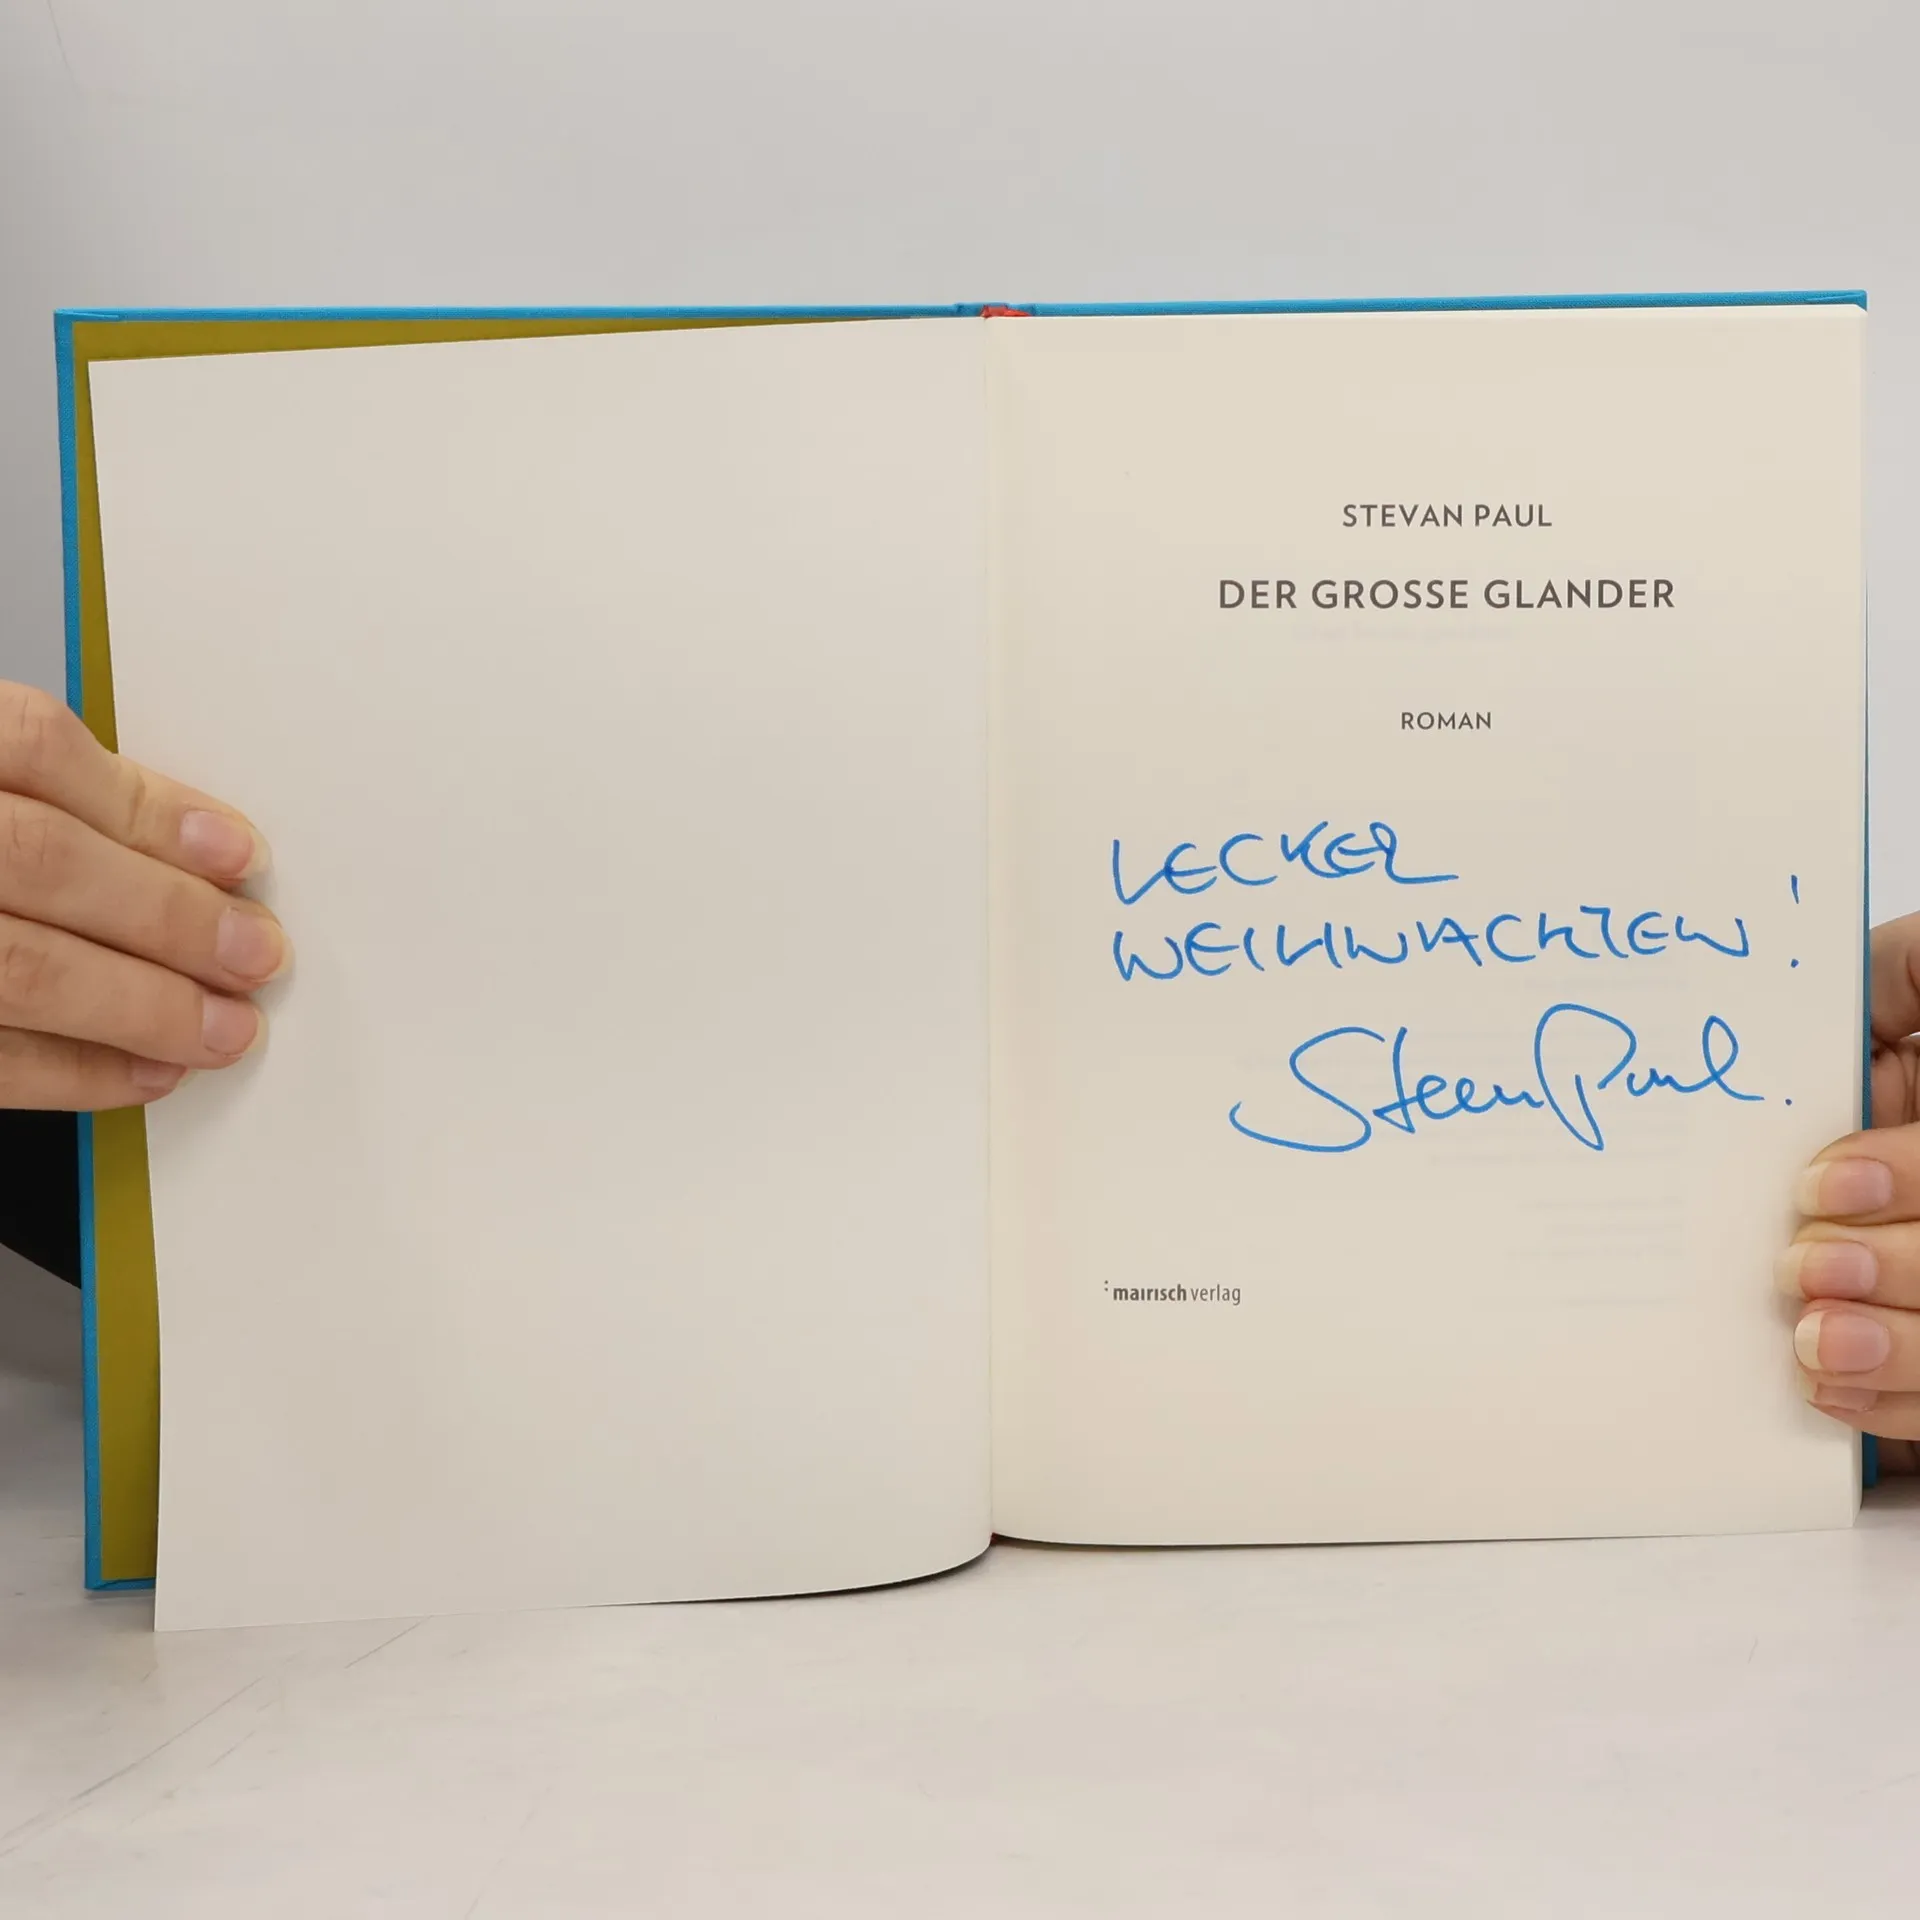 STEVAN PAUL
DER GROSSE GLANDER
ROMAN
LECKER
WEIHNACHTEN!
Stevan Paul.
mairisch verlag